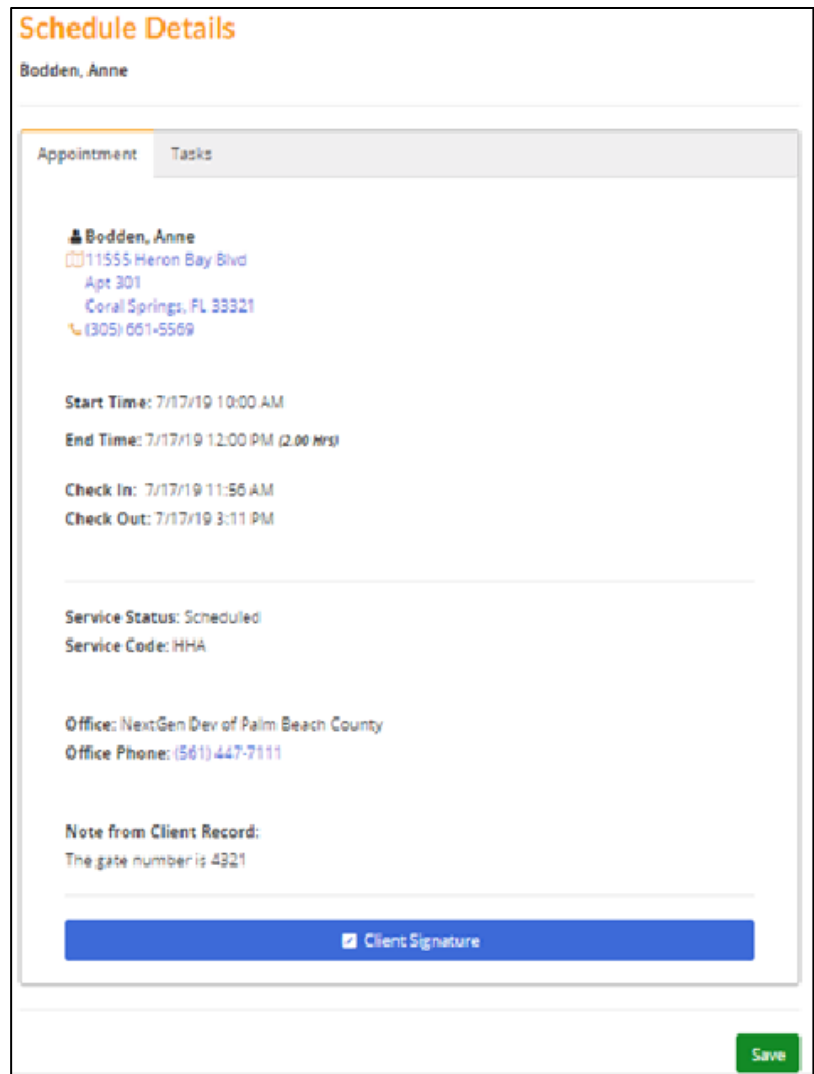 Schedule Details
Bodden, Anne
Appointment Tasks
Bodden, Anne
11555 Heron Bay Blvd
Apt 301
Coral Springs, FL 33321
(305) 661-5569
Start Time: 7/17/19 10:00 AM
End Time: 7/17/19 12:00 PM (2.00 Hrs)
Check In: 7/17/19 11:56 AM
Check Out: 7/17/19 3:11 PM
Service Status: Scheduled
Service Code: HHA
Office: NextGen Dev of Palm Beach County
Office Phone: (561) 447-7111
Note from Client Record:
The gate number is 4321
Client Signature
Save